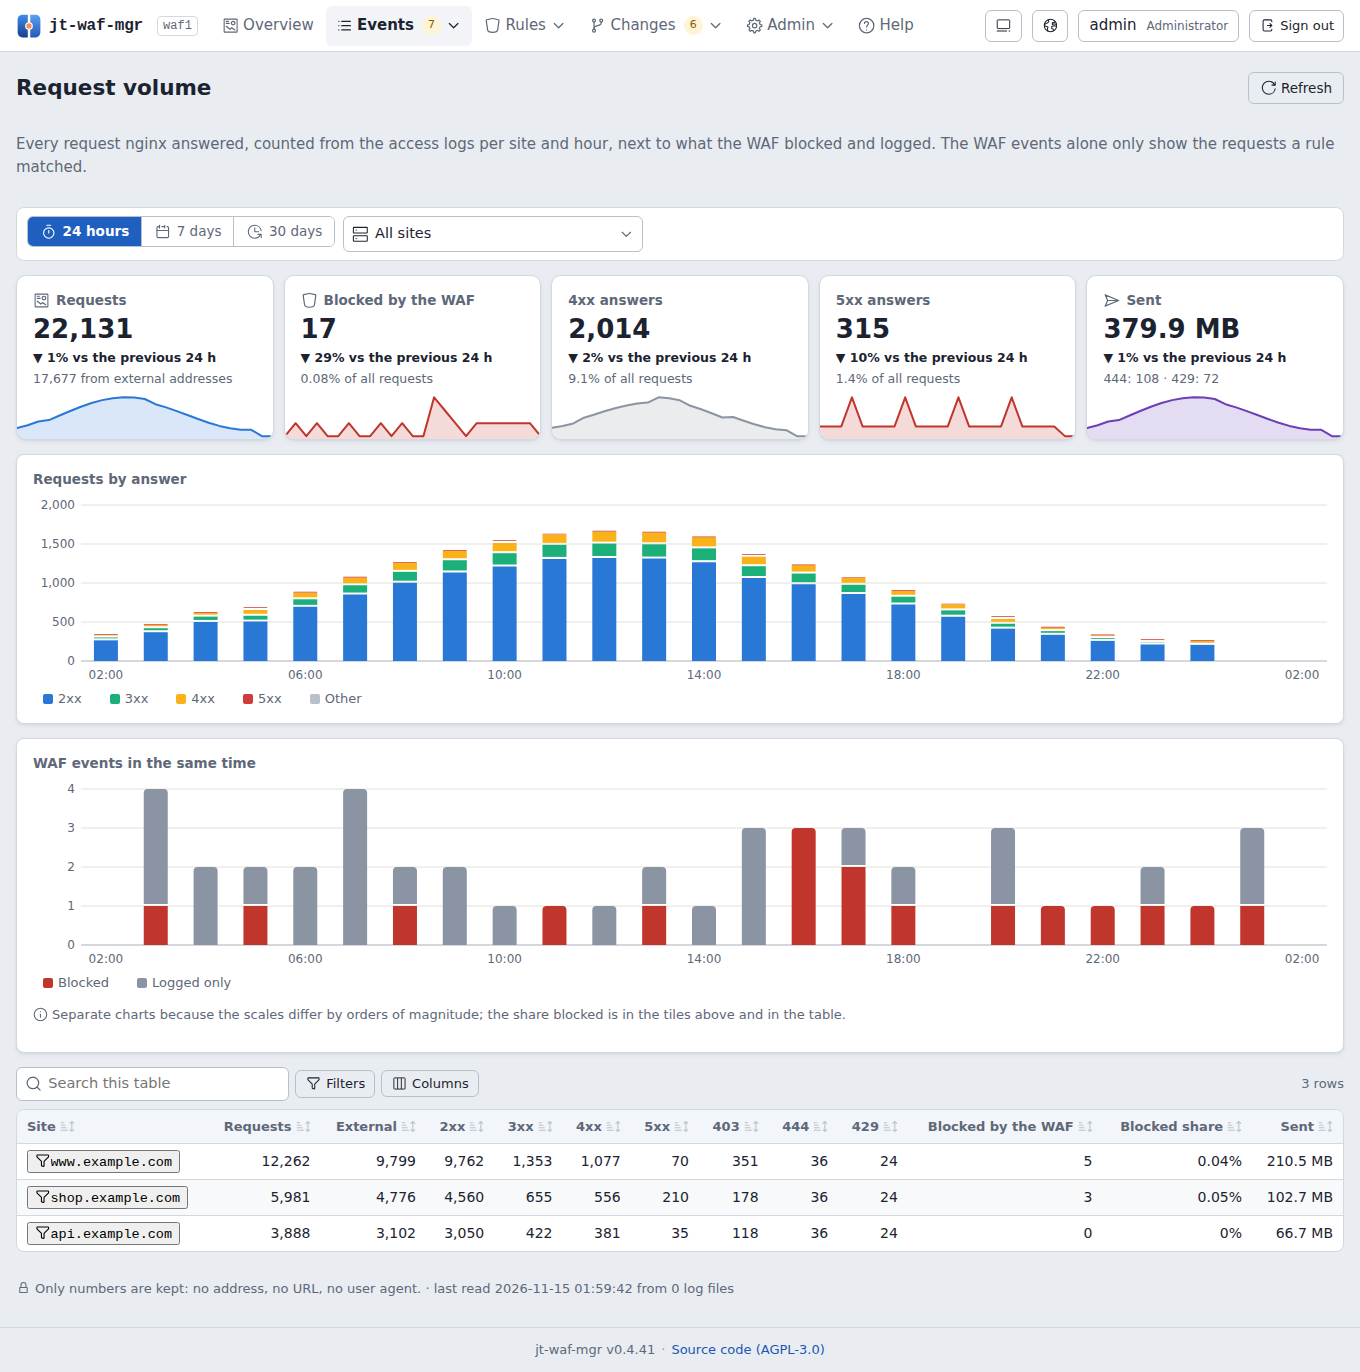 jt-waf-mgr waf1 Overview Events 7 Rules Changes 6 Admin Help admin Administrator Sign out
Request volume Refresh
Every request nginx answered, counted from the access logs per site and hour, next to what the WAF blocked and logged. The WAF events alone only show the requests a rule
matched.
24 hours 7 days 30 days All sites
Requests
22,131
▼ 1% vs the previous 24 h
17,677 from external addresses
Blocked by the WAF
17
▼ 29% vs the previous 24 h
0.08% of all requests
4xx answers
2,014
▼ 2% vs the previous 24 h
9.1% of all requests
5xx answers
315
▼ 10% vs the previous 24 h
1.4% of all requests
Sent
379.9 MB
▼ 1% vs the previous 24 h
444: 108 · 429: 72
Requests by answer
2,000
1,500
1,000
500
0
02:00 06:00 10:00 14:00 18:00 22:00 02:00
2xx 3xx 4xx 5xx Other
WAF events in the same time
4
3
2
1
0
02:00 06:00 10:00 14:00 18:00 22:00 02:00
Blocked Logged only
Separate charts because the scales differ by orders of magnitude; the share blocked is in the tiles above and in the table.
Search this table Filters Columns 3 rows
Site Requests External 2xx 3xx 4xx 5xx 403 444 429 Blocked by the WAF Blocked share Sent
www.example.com 12,262 9,799 9,762 1,353 1,077 70 351 36 24 5 0.04% 210.5 MB
shop.example.com 5,981 4,776 4,560 655 556 210 178 36 24 3 0.05% 102.7 MB
api.example.com 3,888 3,102 3,050 422 381 35 118 36 24 0 0% 66.7 MB
Only numbers are kept: no address, no URL, no user agent. · last read 2026-11-15 01:59:42 from 0 log files
jt-waf-mgr v0.4.41 · Source code (AGPL-3.0)